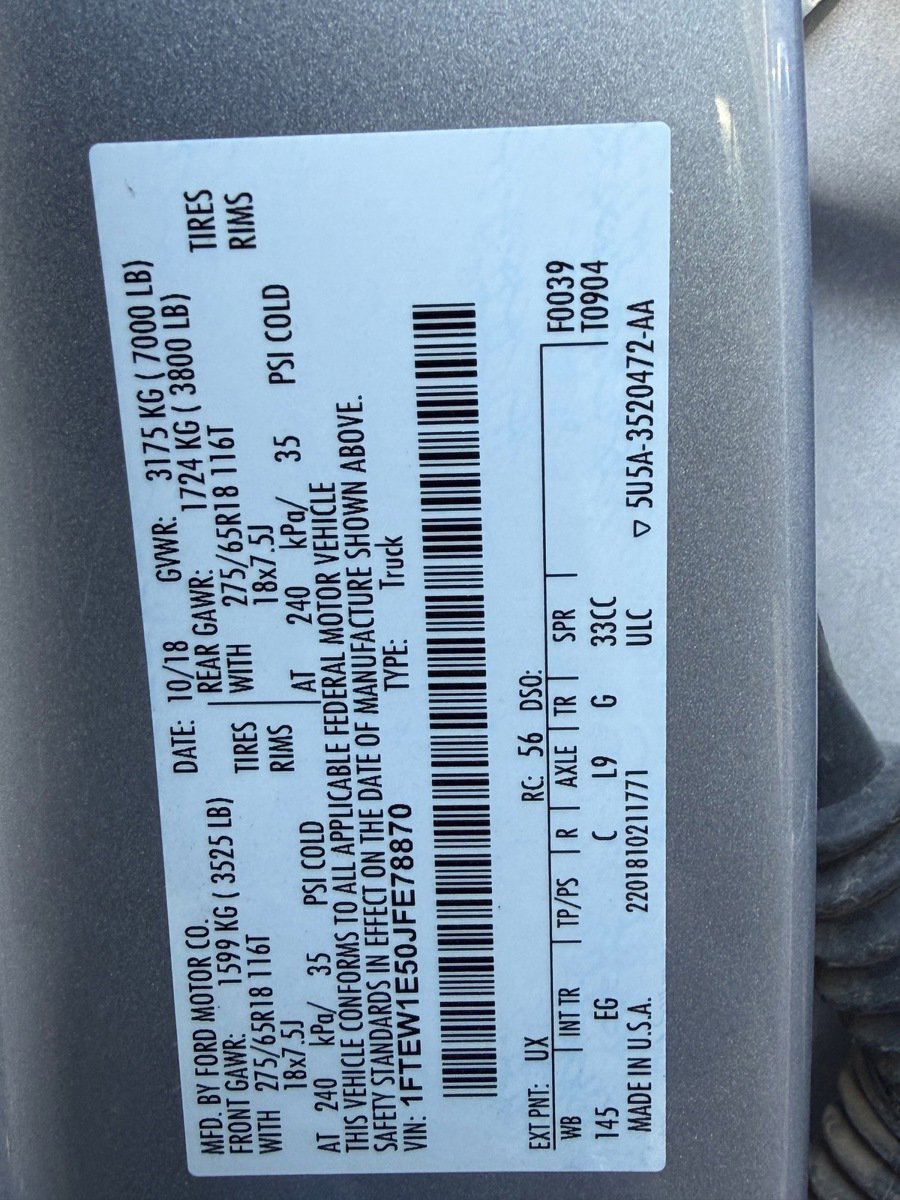 MFD. BY FORD MOTOR CO.
DATE: 10/18 GVWR: 3175 KG ( 7000 LB)
FRONT GAWR: 1599 KG ( 3525 LB) REAR GAWR: 1724 KG ( 3800 LB)
WITH 275/65R18 116T TIRES WITH 275/65R18 116T TIRES
18x7.5J RIMS 18x7.5J RIMS
AT 240 kPa/ 35 PSI COLD AT 240 kPa/ 35 PSI COLD
THIS VEHICLE CONFORMS TO ALL APPLICABLE FEDERAL MOTOR VEHICLE
SAFETY STANDARDS IN EFFECT ON THE DATE OF MANUFACTURE SHOWN ABOVE.
VIN: 1FTEW1E50JFE78870 TYPE: Truck
EXT PNT: UX RC: 56 DSO: F0039
WB INT TR TP/PS R AXLE TR SPR T0904
145 EG C L9 G 33CC
MADE IN U.S.A. 220181021177​1 ULC ▽ 5U5A-3520472-AA